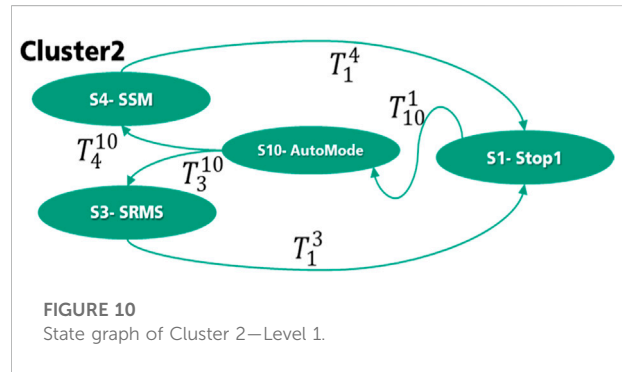 Cluster2
T_1^4
S4- SSM
T_10^1
T_4^10
S10- AutoMode
S1- Stop1
T_3^10
S3- SRMS
T_1^3
FIGURE 10
State graph of Cluster 2—Level 1.